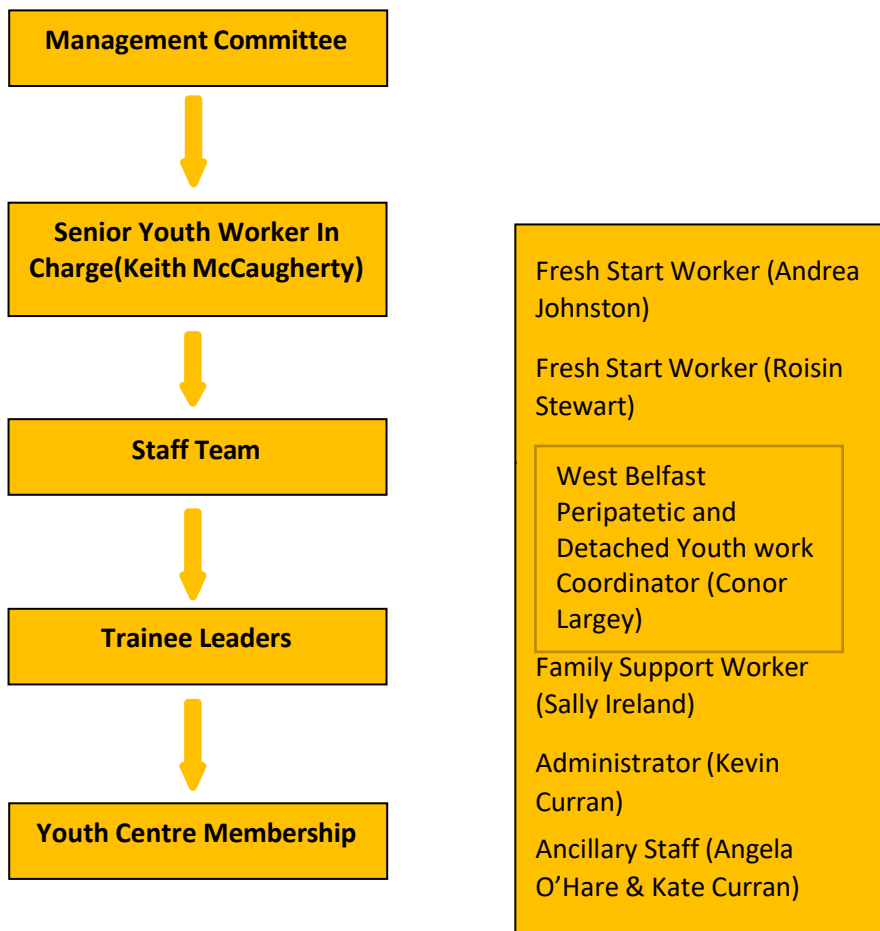 Management Committee
Senior Youth Worker In
Charge(Keith McCaugherty)
Staff Team
Trainee Leaders
Youth Centre Membership
Fresh Start Worker (Andrea
Johnston)
Fresh Start Worker (Roisin
Stewart)
West Belfast
Peripatetic and
Detached Youth work
Coordinator (Conor
Largey)
Family Support Worker
(Sally Ireland)
Administrator (Kevin
Curran)
Ancillary Staff (Angela
O’Hare & Kate Curran)